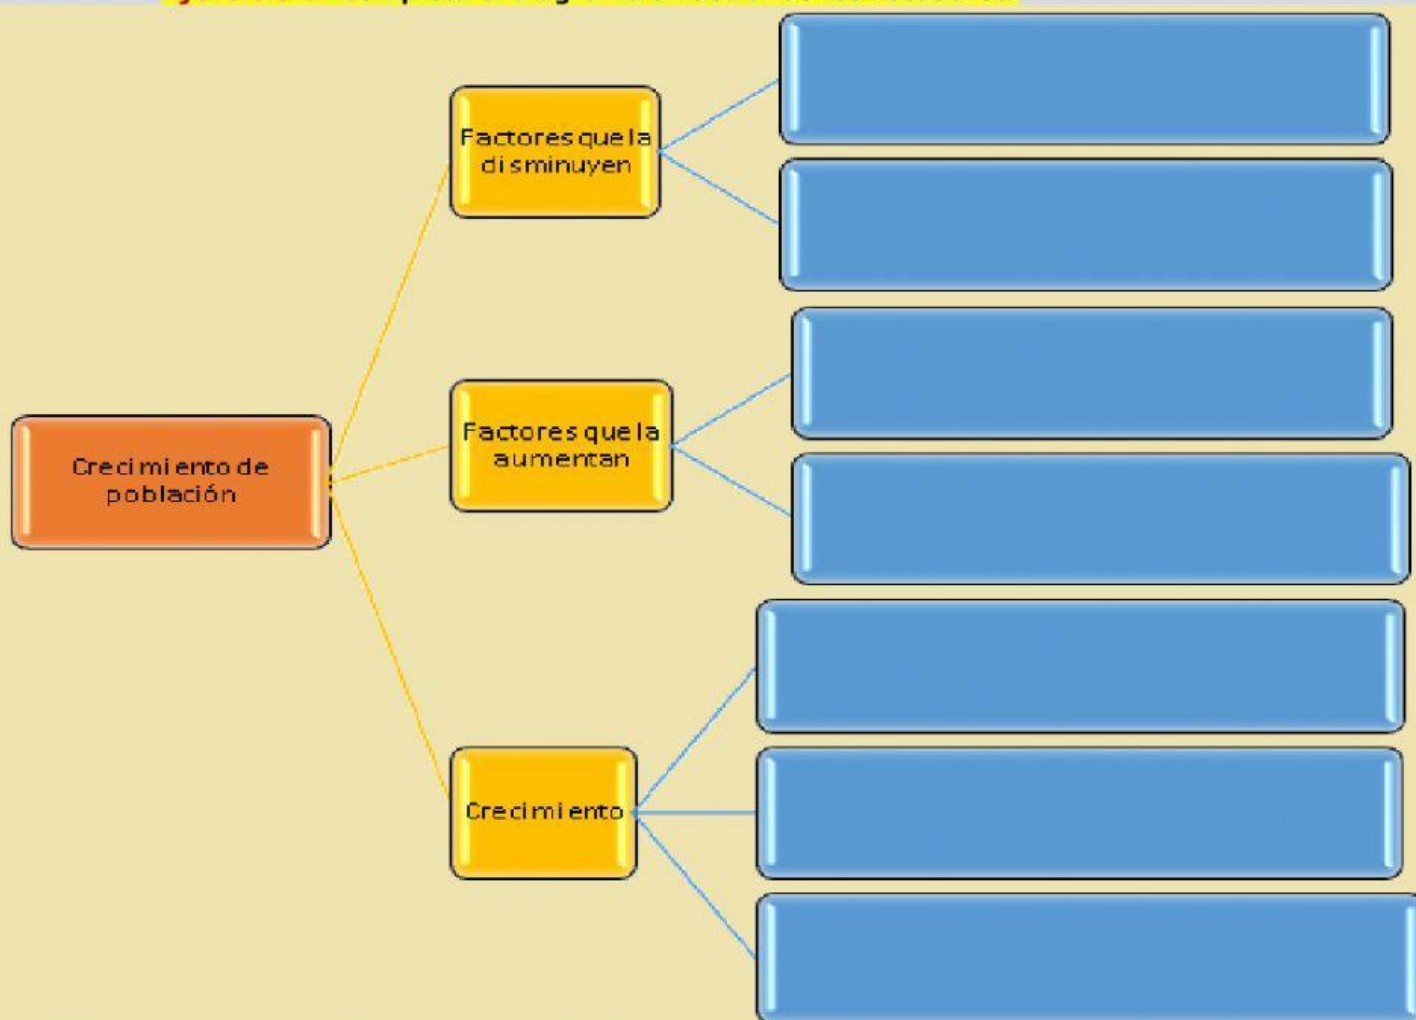 Factores que la
disminuyen
Factores que la
aumentan
Crecimiento de
población
Crecimiento